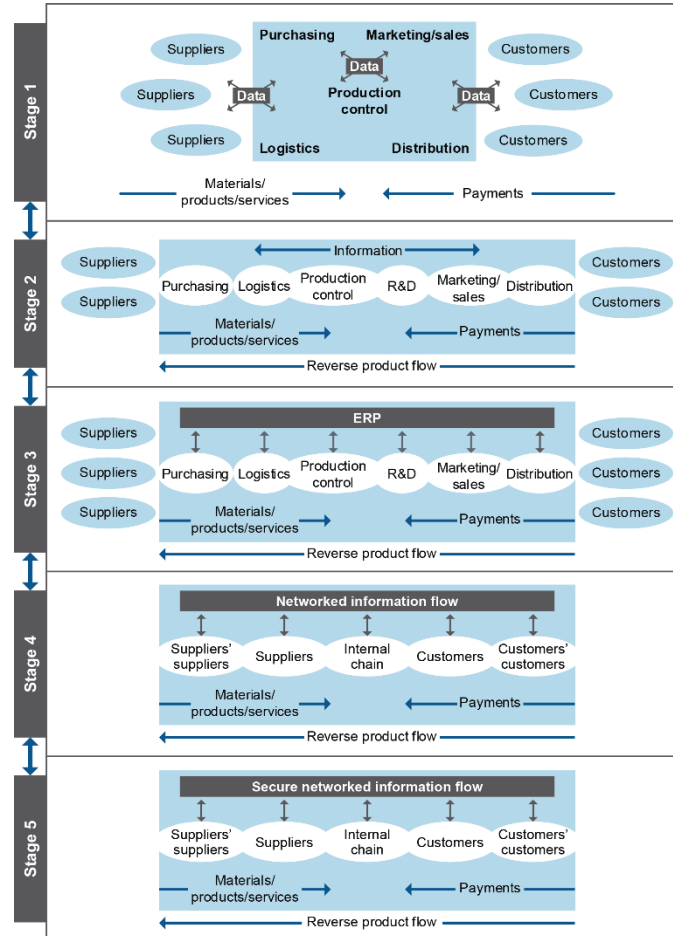 Stage 1
Suppliers
Suppliers
Suppliers
Purchasing
Marketing/sales
Data
Data
Data
Production
control
Logistics
Distribution
Customers
Customers
Customers
Materials/
products/services
Payments
Stage 2
Suppliers
Suppliers
Information
Purchasing
Logistics
Production
control
R&D
Marketing/
sales
Distribution
Customers
Customers
Materials/
products/services
Payments
Reverse product flow
Stage 3
Suppliers
Suppliers
Suppliers
ERP
Purchasing
Logistics
Production
control
R&D
Marketing/
sales
Distribution
Customers
Customers
Customers
Materials/
products/services
Payments
Reverse product flow
Stage 4
Networked information flow
Suppliers'
suppliers
Suppliers
Internal
chain
Customers
Customers'
customers
Materials/
products/services
Payments
Reverse product flow
Stage 5
Secure networked information flow
Suppliers'
suppliers
Suppliers
Internal
chain
Customers
Customers'
customers
Materials/
products/services
Payments
Reverse product flow